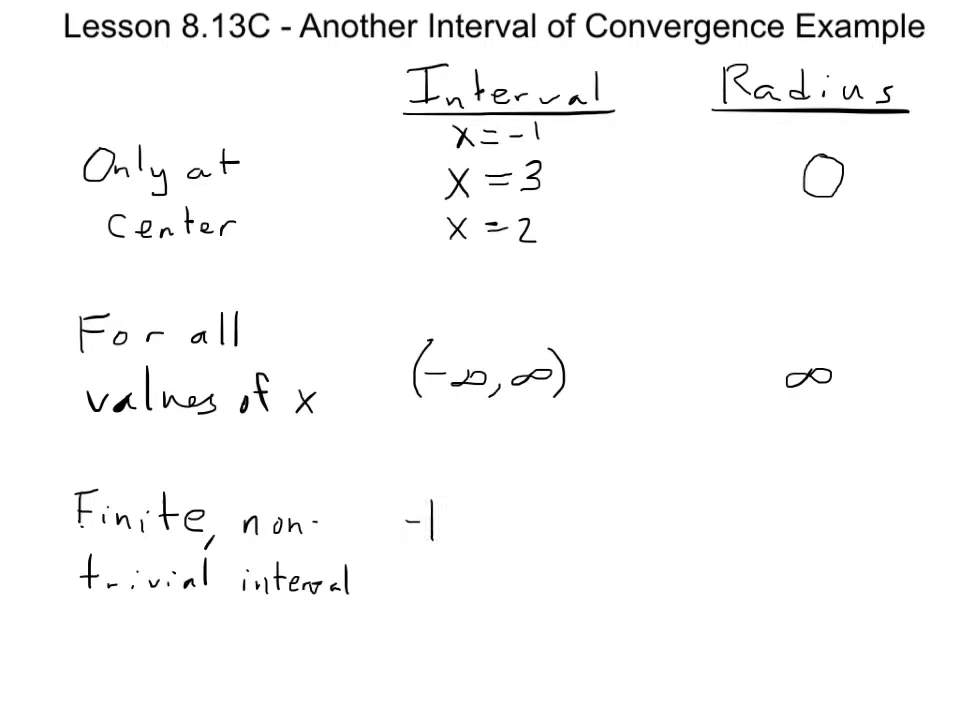 Lesson 8.13C - Another Interval of Convergence Example
Interval Radius
x = -1
Only at x = 3 0
center x = 2
For all
values of x (-∞, ∞) ∞
Finite, non- -1
trivial interval